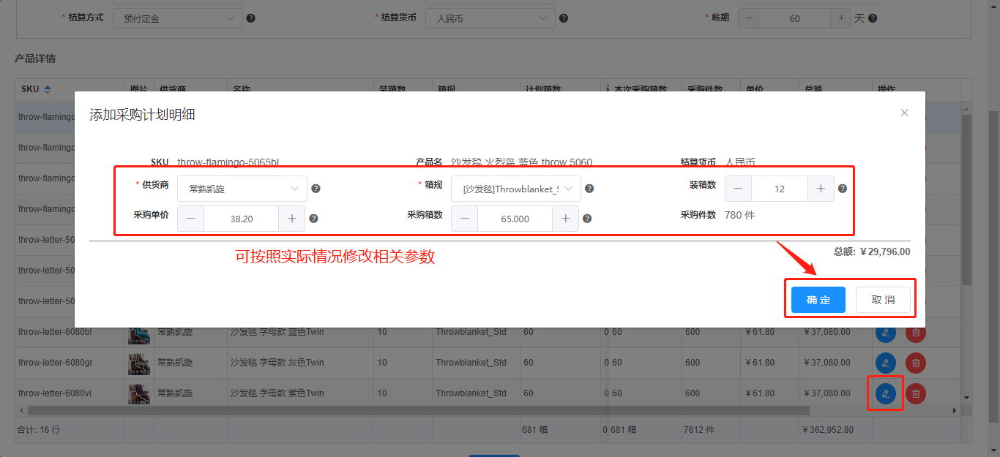 * 结算方式 预付定金 * 结算货币 人民币 * 帐期 60 天
产品详情
SKU 图片 供货商 名称 装箱数 箱规 计划箱数 本次采购箱数 采购件数 单价 总额 操作
throw-flamingo
throw-flamingo
throw-flamingo
throw-flamingo
throw-letter-50
throw-letter-50
throw-letter-50
添加采购计划明细
SKU throw-flamingo-5065bl 产品名 沙发毯 火烈鸟 蓝色 throw 5060 结算货币 人民币
* 供货商 常熟凯旋 * 箱规 [沙发毯]Throwblanket_S 装箱数 12
采购单价 38.20 采购箱数 65.000 采购件数 780 件
可按照实际情况修改相关参数
总额: ¥29,796.00
确 定 取 消
throw-letter-6080bl 常熟凯旋 沙发毯 字母款 蓝色Twin 10 Throwblanket_Std 60 0 60 600 ¥61.80 ¥37,080.00
throw-letter-6080gr 常熟凯旋 沙发毯 字母款 灰色Twin 10 Throwblanket_Std 60 0 60 600 ¥61.80 ¥37,080.00
throw-letter-6080vi 常熟凯旋 沙发毯 字母款 紫色Twin 10 Throwblanket_Std 60 0 60 600 ¥61.80 ¥37,080.00
合计: 16 行 681 箱 0 681 箱 7612 件 ¥362,952.80